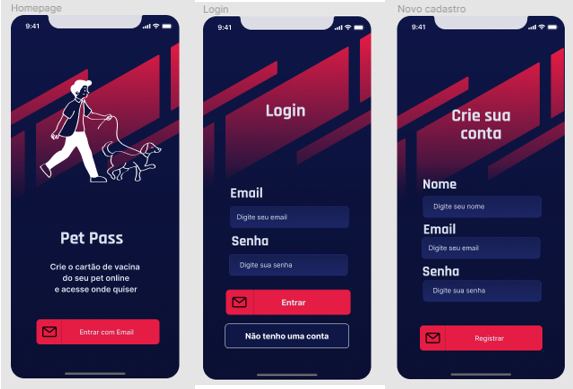 Homepage
9:41
Pet Pass
Crie o cartão de vacina
do seu pet online
e acesse onde quiser
Entrar com Email
Login
9:41
Login
Email
Digite seu email
Senha
Digite sua senha
Entrar
Não tenho uma conta
Novo cadastro
9:41
Crie sua
conta
Nome
Digite seu nome
Email
Digite seu email
Senha
Digite sua senha
Registrar